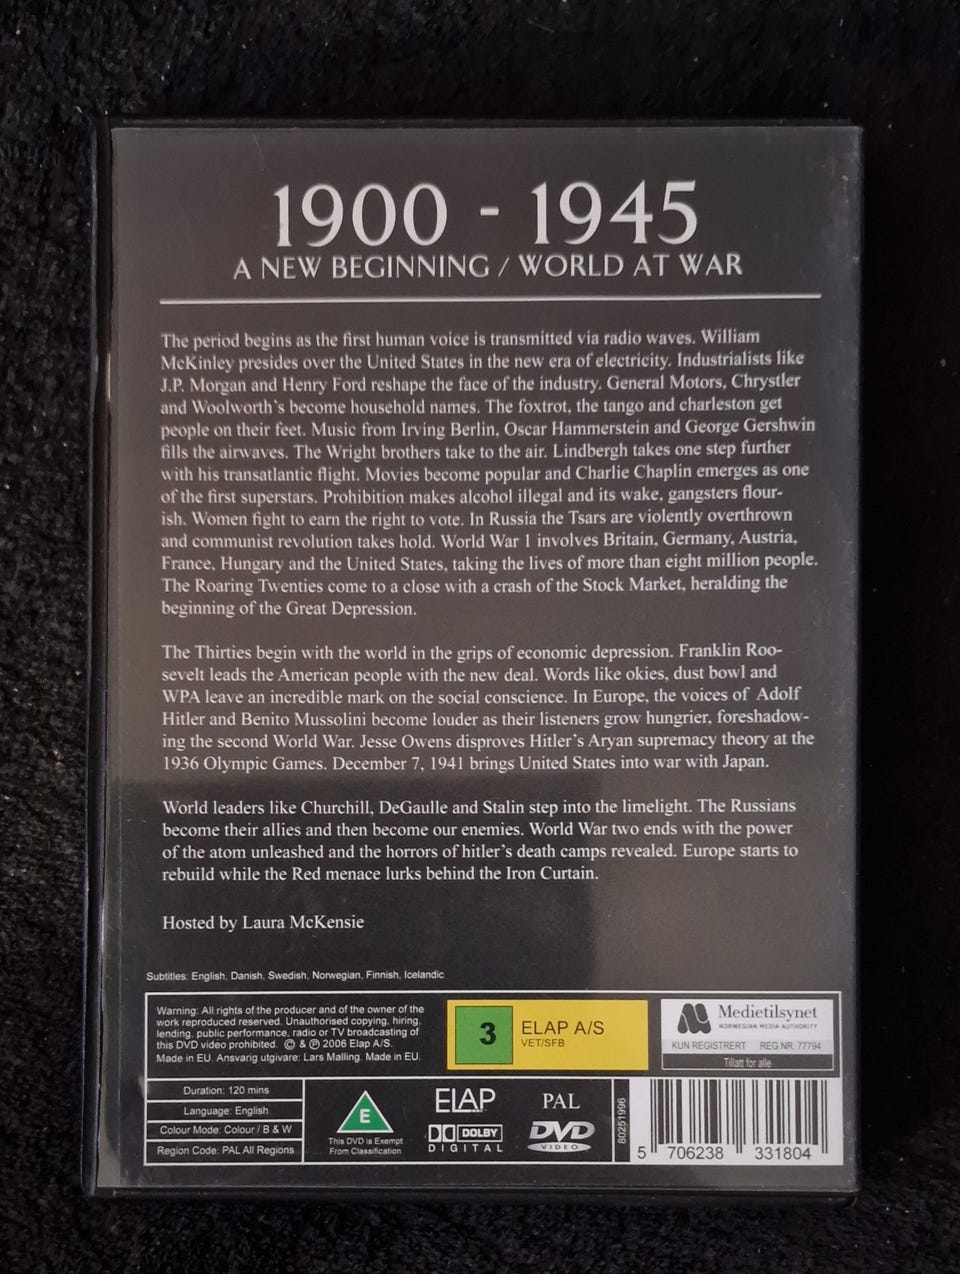 1900 - 1945
A NEW BEGINNING / WORLD AT WAR
The period begins as the first human voice is transmitted via radio waves. William
McKinley presides over the United States in the new era of electricity. Industrialists like
J.P. Morgan and Henry Ford reshape the face of the industry. General Motors, Chrystler
and Woolworth's become household names. The foxtrot, the tango and charleston get
people on their feet. Music from Irving Berlin, Oscar Hammerstein and George Gershwin
fills the airwaves. The Wright brothers take to the air. Lindbergh takes one step further
with his transatlantic flight. Movies become popular and Charlie Chaplin emerges as one
of the first superstars. Prohibition makes alcohol illegal and its wake, gangsters flour-
ish. Women fight to earn the right to vote. In Russia the Tsars are violently overthrown
and communist revolution takes hold. World War 1 involves Britain, Germany, Austria,
France, Hungary and the United States, taking the lives of more than eight million people.
The Roaring Twenties come to a close with a crash of the Stock Market, heralding the
beginning of the Great Depression.
The Thirties begin with the world in the grips of economic depression. Franklin Roo-
sevelt leads the American people with the new deal. Words like okies, dust bowl and
WPA leave an incredible mark on the social conscience. In Europe, the voices of Adolf
Hitler and Benito Mussolini become louder as their listeners grow hungrier, foreshadow-
ing the second World War. Jesse Owens disproves Hitler's Aryan supremacy theory at the
1936 Olympic Games. December 7, 1941 brings United States into war with Japan.
World leaders like Churchill, DeGaulle and Stalin step into the limelight. The Russians
become their allies and then become our enemies. World War two ends with the power
of the atom unleashed and the horrors of hitler's death camps revealed. Europe starts to
rebuild while the Red menace lurks behind the Iron Curtain.
Hosted by Laura McKensie
Subtitles: English, Danish, Swedish, Norwegian, Finnish, Icelandic
Warning: All rights of the producer and of the owner of the
work reproduced reserved. Unauthorised copying, hiring,
lending, public performance, radio or TV broadcasting of
this DVD video prohibited. © & ℗ 2006 Elap A/S.
Made in EU. Ansvarig utgivare: Lars Malling. Made in EU.
3
ELAP A/S
VET/SFB
Medietilsynet
NORWEGIAN MEDIA AUTHORITY
KUN REGISTRERT REG.NR. 77794
Tillatt for alle
Duration: 120 mins
Language: English
Colour Mode: Colour / B & W
Region Code: PAL All Regions
E
This DVD is Exempt
From Classification
ELAP
DOLBY
DIGITAL
PAL
DVD
VIDEO
80251996
5 706238 331804